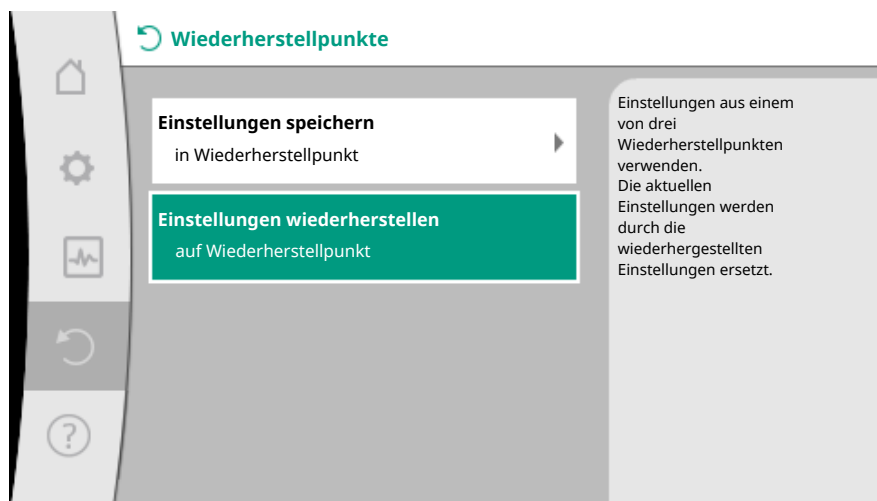 Wiederherstellpunkte
Einstellungen speichern
in Wiederherstellpunkt
Einstellungen wiederherstellen
auf Wiederherstellpunkt
Einstellungen aus einem
von drei
Wiederherstellpunkten
verwenden.
Die aktuellen
Einstellungen werden
durch die
wiederhergestellten
Einstellungen ersetzt.
?